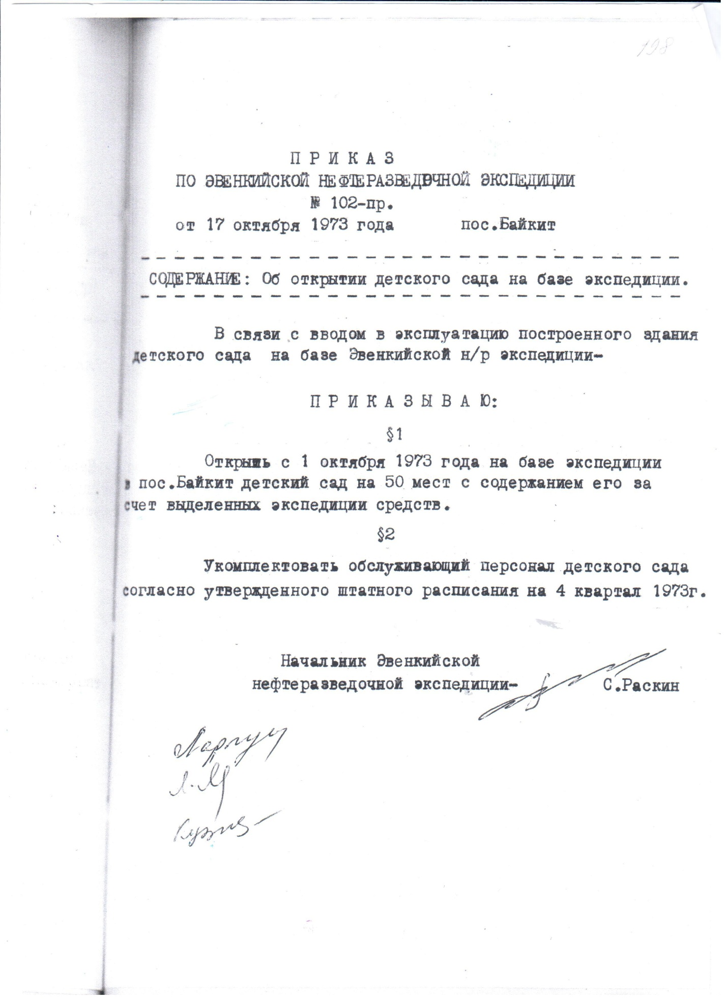 198
П Р И К А З
ПО ЭВЕНКИЙСКОЙ НЕФТЕРАЗВЕДОЧНОЙ ЭКСПЕДИЦИИ
№ 102-пр.
от 17 октября 1973 года пос.Байкит
СОДЕРЖАНИЕ: Об открытии детского сада на базе экспедиции.
В связи с вводом в эксплуатацию построенного здания
детского сада на базе Эвенкийской н/р экспедиции-
П Р И К А З Ы В А Ю:
§1
Открыть с 1 октября 1973 года на базе экспедиции
в пос.Байкит детский сад на 50 мест с содержанием его за
счет выделенных экспедиции средств.
§2
Укомплектовать обслуживающий персонал детского сада
согласно утвержденного штатного расписания на 4 квартал 1973г.
Начальник Эвенкийской
нефтеразведочной экспедиции- С.Раскин